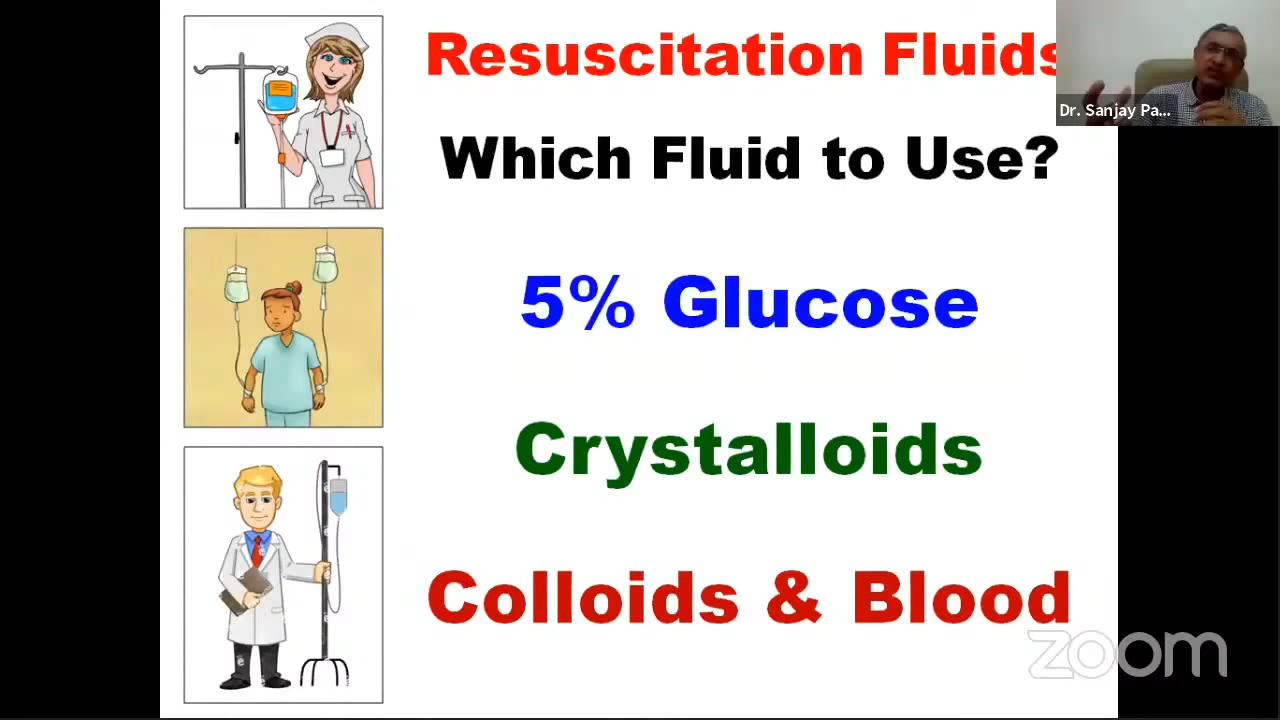 Resuscitation Fluids
Which Fluid to Use?
5% Glucose
Crystalloids
Colloids & Blood
Dr. Sanjay Pa...
zoom